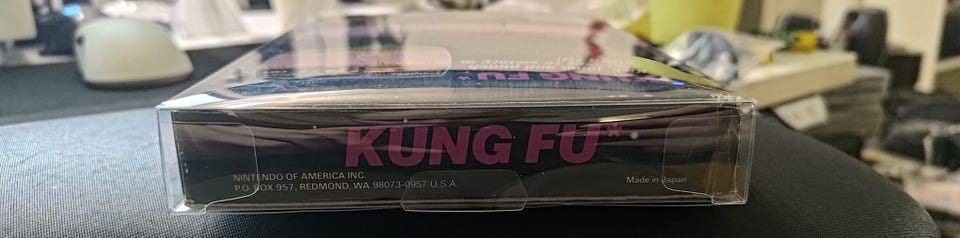 KUNG FU*
NINTENDO OF AMERICA INC.
P.O. BOX 957, REDMOND, WA 98073-0957 U.S.A.
Made in Japan